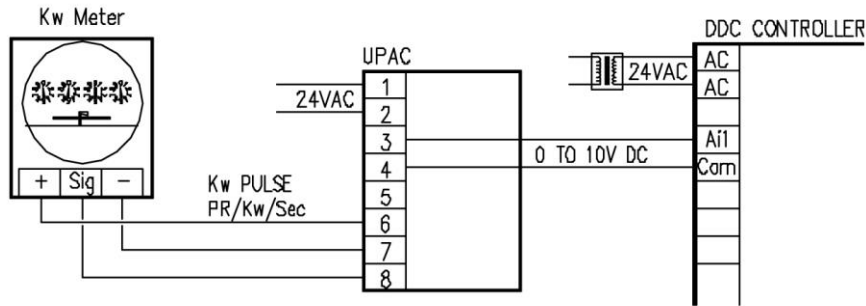 Kw Meter
+ Sig −
Kw PULSE
PR/Kw/Sec
24VAC
UPAC
1
2
3
4
5
6
7
8
0 TO 10V DC
24VAC
DDC CONTROLLER
AC
AC
Ai1
Com